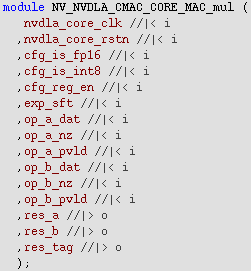 module NV_NVDLA_CMAC_CORE_MAC_mul (
nvdla_core_clk //|< i
,nvdla_core_rstn //|< i
,cfg_is_fp16 //|< i
,cfg_is_int8 //|< i
,cfg_reg_en //|< i
,exp_sft //|< i
,op_a_dat //|< i
,op_a_nz //|< i
,op_a_pvld //|< i
,op_b_dat //|< i
,op_b_nz //|< i
,op_b_pvld //|< i
,res_a //|> o
,res_b //|> o
,res_tag //|> o
);